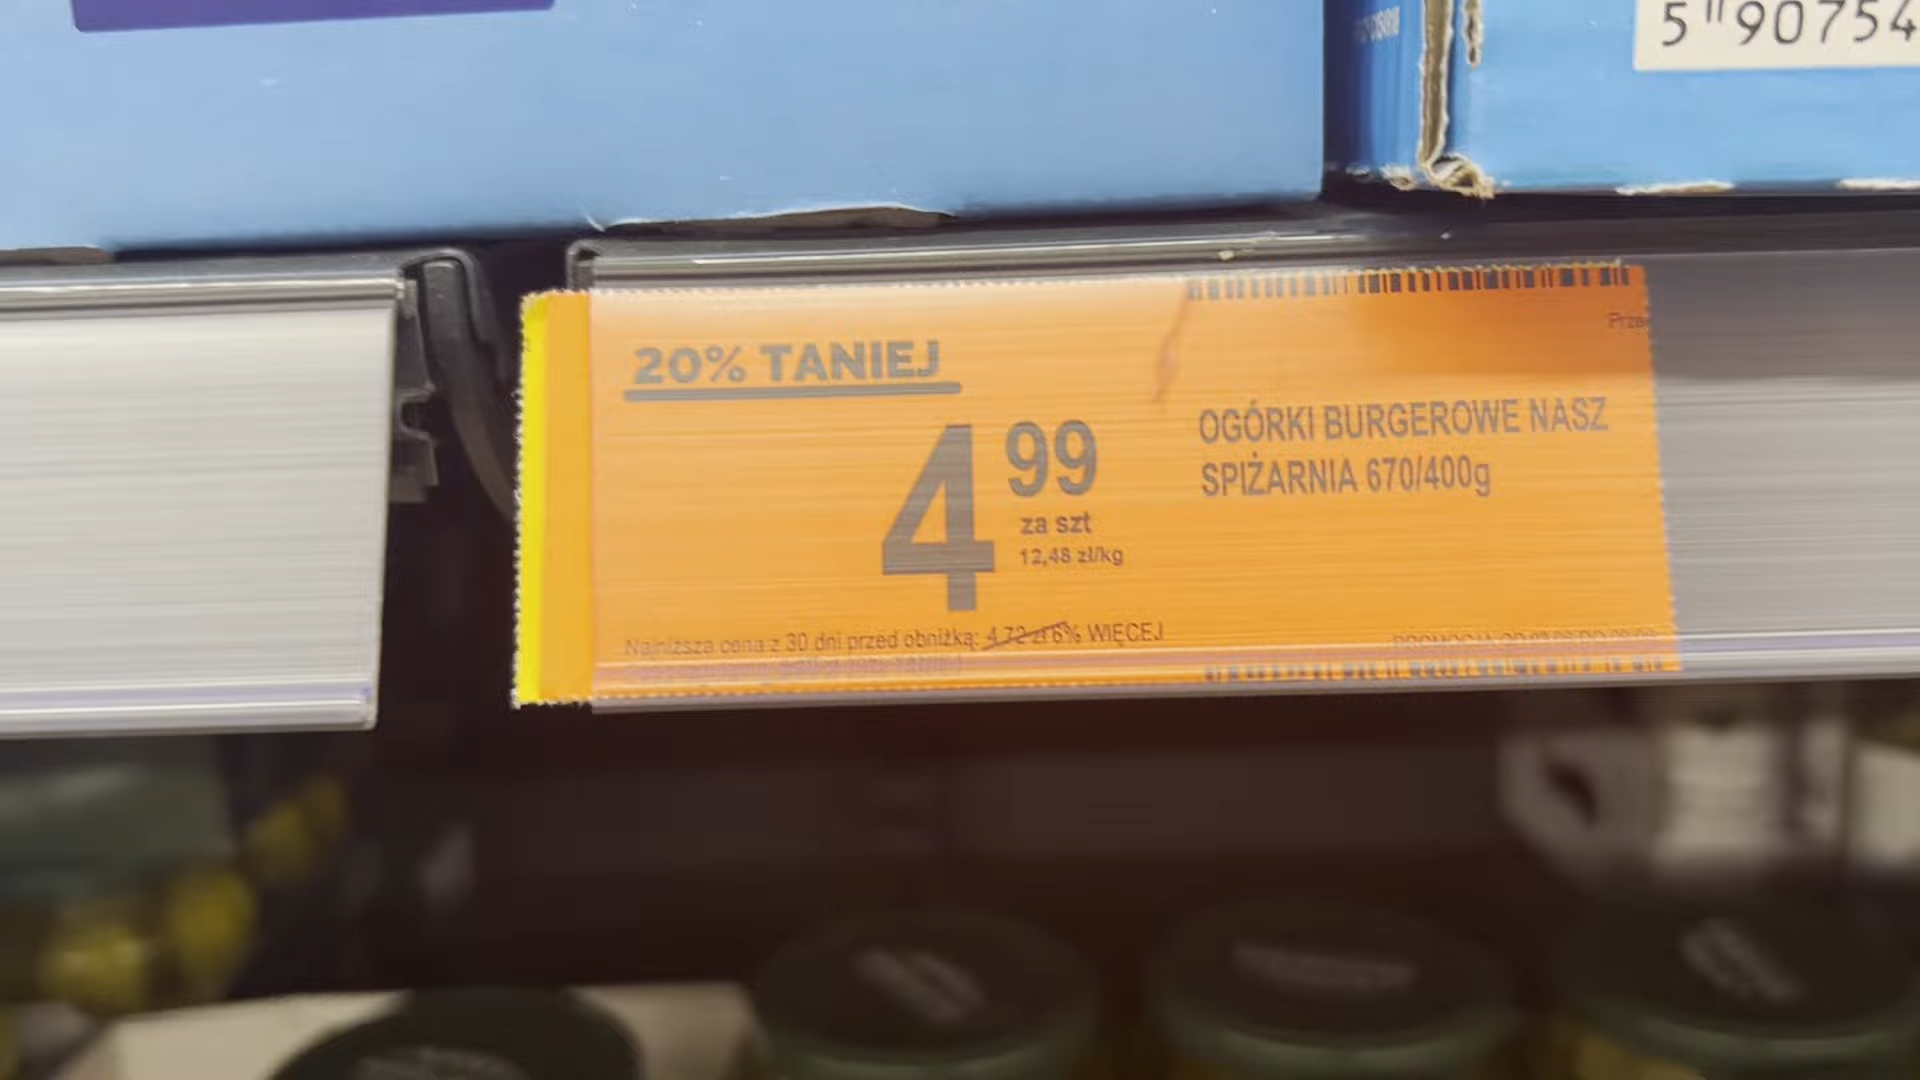 5 90754
20% TANIEJ
4 99
za szt
12,48 zł/kg
OGÓRKI BURGEROWE NASZ
SPIŻARNIA 670/400g
Najniższa cena z 30 dni przed obniżką: 4,72 zł 6% WIĘCEJ